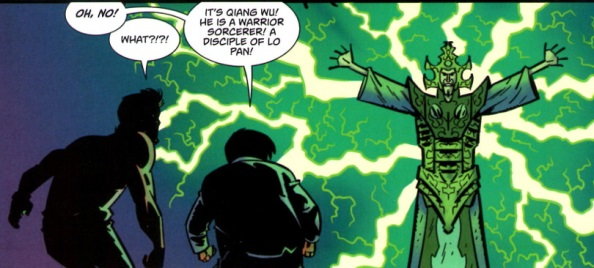 OH, NO!
WHAT?!?!
IT'S QIANG WU!
HE IS A WARRIOR
SORCERER! A
DISCIPLE OF LO
PAN!